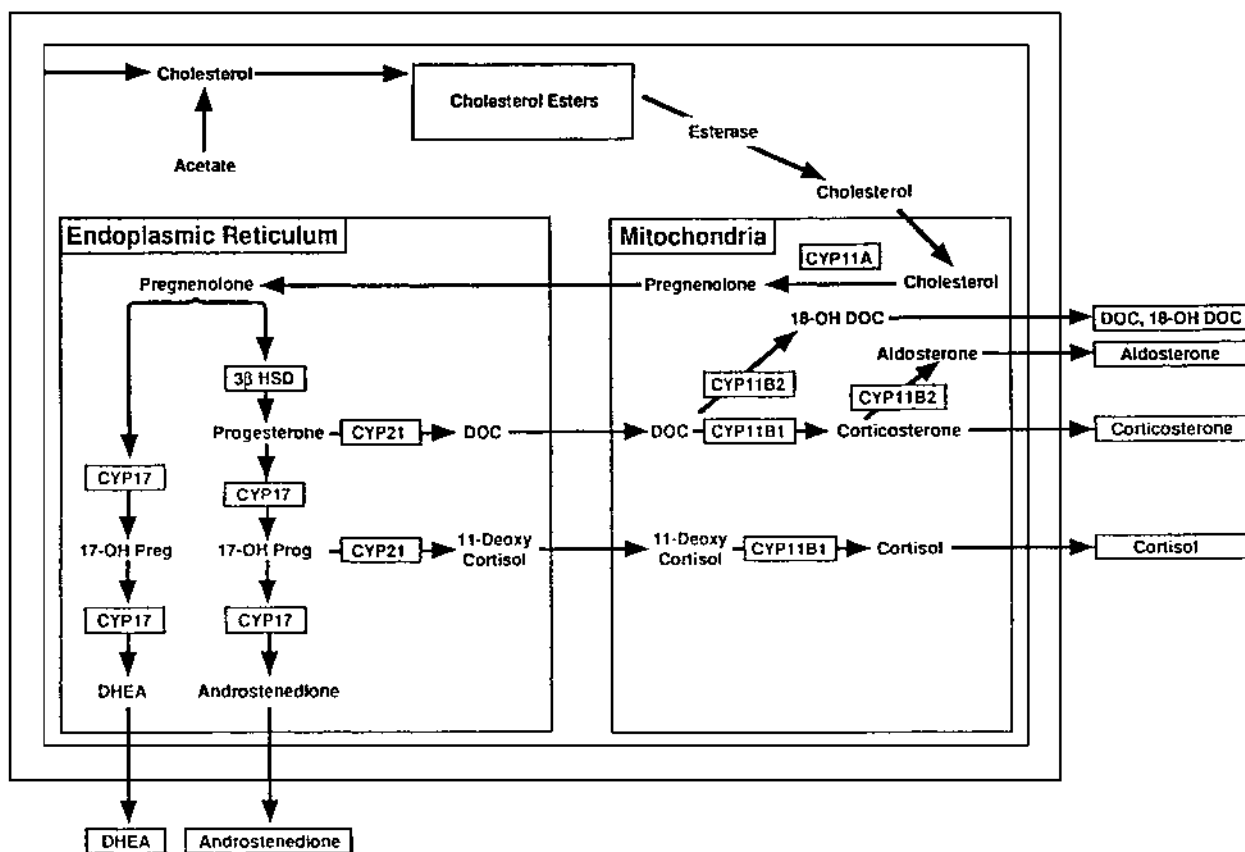 Cholesterol
Cholesterol Esters
Esterase
Acetate
Cholesterol
Endoplasmic Reticulum
Mitochondria
CYP11A
Pregnenolone
Pregnenolone
Cholesterol
18-OH DOC
DOC, 18-OH DOC
Aldosterone
Aldosterone
3β HSD
CYP11B2
CYP11B2
Progesterone
CYP21
DOC
DOC
CYP11B1
Corticosterone
Corticosterone
CYP17
CYP17
17-OH Preg
17-OH Prog
CYP21
11-Deoxy
Cortisol
11-Deoxy
Cortisol
CYP11B1
Cortisol
Cortisol
CYP17
CYP17
DHEA
Androstenedione
DHEA
Androstenedione